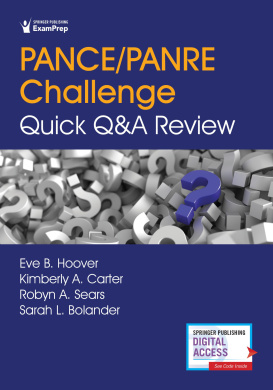 SPRINGER PUBLISHING
ExamPrep
PANCE/PANRE
Challenge
Quick Q&A Review
Eve B. Hoover
Kimberly A. Carter
Robyn A. Sears
Sarah L. Bolander
SPRINGER PUBLISHING
DIGITAL
ACCESS
See Code Inside